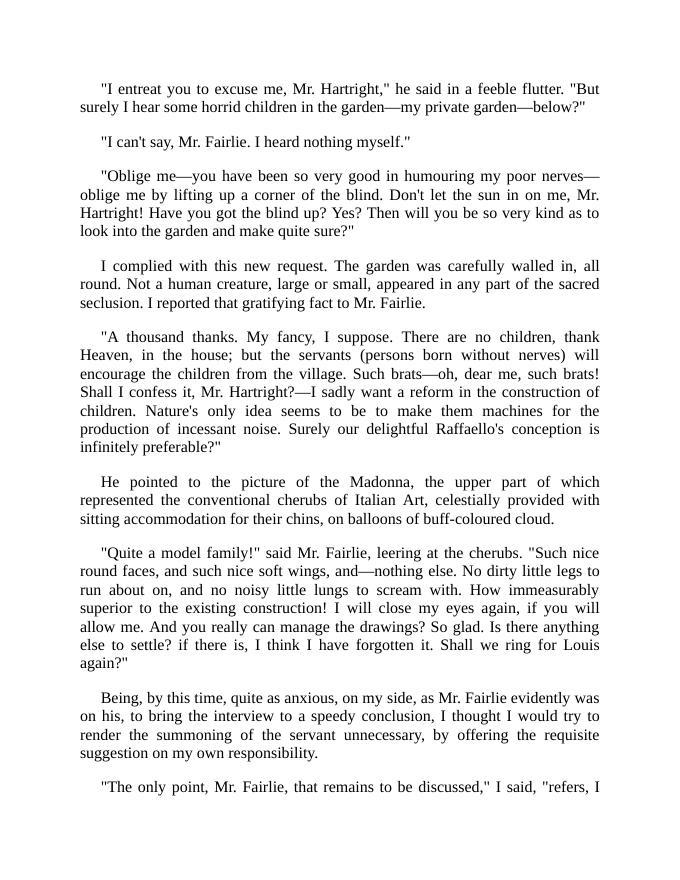 "I entreat you to excuse me, Mr. Hartright," he said in a feeble flutter. "But
surely I hear some horrid children in the garden—my private garden—below?"
"I can't say, Mr. Fairlie. I heard nothing myself."
"Oblige me—you have been so very good in humouring my poor nerves—
oblige me by lifting up a corner of the blind. Don't let the sun in on me, Mr.
Hartright! Have you got the blind up? Yes? Then will you be so very kind as to
look into the garden and make quite sure?"
I complied with this new request. The garden was carefully walled in, all
round. Not a human creature, large or small, appeared in any part of the sacred
seclusion. I reported that gratifying fact to Mr. Fairlie.
"A thousand thanks. My fancy, I suppose. There are no children, thank
Heaven, in the house; but the servants (persons born without nerves) will
encourage the children from the village. Such brats—oh, dear me, such brats!
Shall I confess it, Mr. Hartright?—I sadly want a reform in the construction of
children. Nature's only idea seems to be to make them machines for the
production of incessant noise. Surely our delightful Raffaello's conception is
infinitely preferable?"
He pointed to the picture of the Madonna, the upper part of which
represented the conventional cherubs of Italian Art, celestially provided with
sitting accommodation for their chins, on balloons of buff-coloured cloud.
"Quite a model family!" said Mr. Fairlie, leering at the cherubs. "Such nice
round faces, and such nice soft wings, and—nothing else. No dirty little legs to
run about on, and no noisy little lungs to scream with. How immeasurably
superior to the existing construction! I will close my eyes again, if you will
allow me. And you really can manage the drawings? So glad. Is there anything
else to settle? if there is, I think I have forgotten it. Shall we ring for Louis
again?"
Being, by this time, quite as anxious, on my side, as Mr. Fairlie evidently was
on his, to bring the interview to a speedy conclusion, I thought I would try to
render the summoning of the servant unnecessary, by offering the requisite
suggestion on my own responsibility.
"The only point, Mr. Fairlie, that remains to be discussed," I said, "refers, I